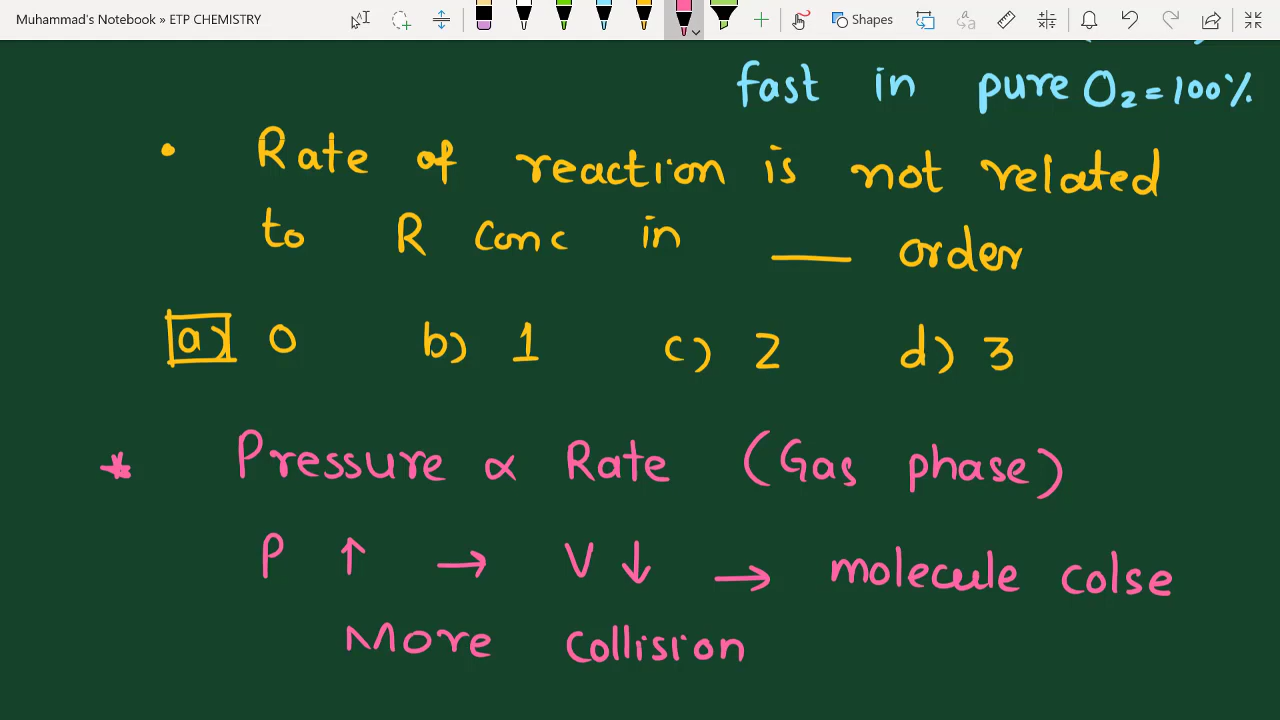 Muhammad's Notebook » ETP CHEMISTRY
Shapes
fast in pure O₂ = 100%
• Rate of reaction is not related
to R conc in ___ order
a) 0 b) 1 c) 2 d) 3
* Pressure ∝ Rate (Gas phase)
P ↑ → V ↓ → molecule colse
More collision